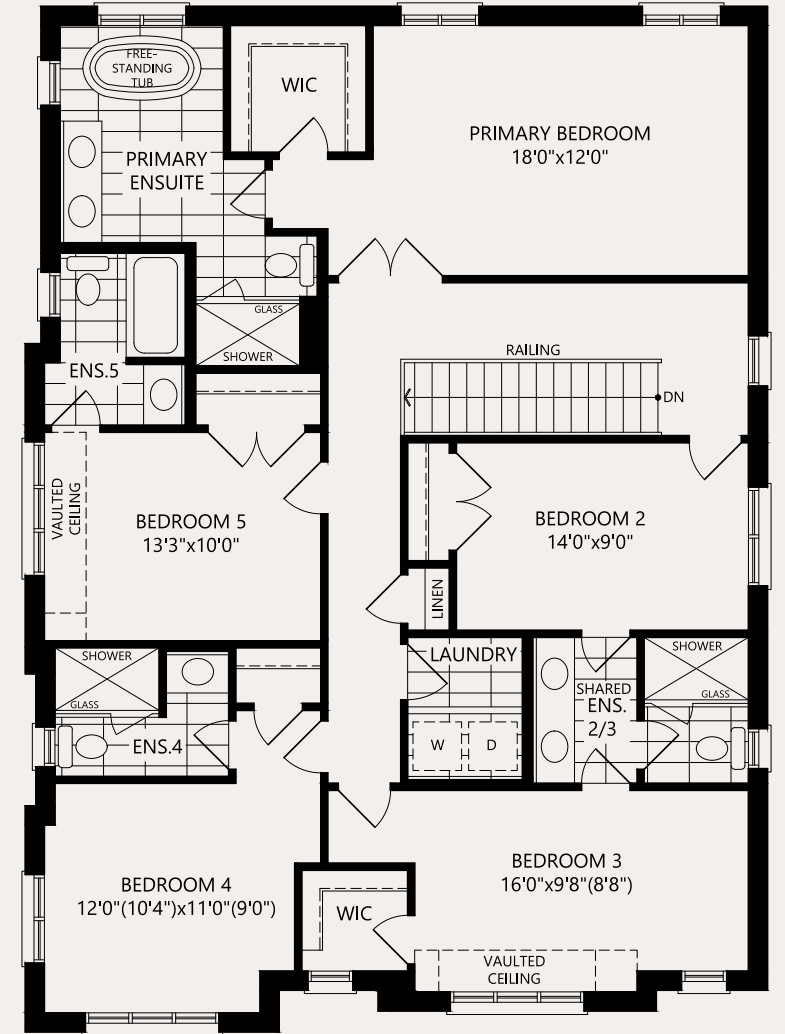 FREE-
STANDING
TUB
WIC
PRIMARY BEDROOM
18'0"x12'0"
PRIMARY
ENSUITE
GLASS
SHOWER
ENS.5
RAILING
DN
VAULTED
CEILING
BEDROOM 5
13'3"x10'0"
BEDROOM 2
14'0"x9'0"
LINEN
SHOWER
GLASS
ENS.4
LAUNDRY
W
D
SHARED
ENS.
2/3
SHOWER
GLASS
BEDROOM 4
12'0"(10'4")x11'0"(9'0")
BEDROOM 3
16'0"x9'8"(8'8")
WIC
VAULTED
CEILING